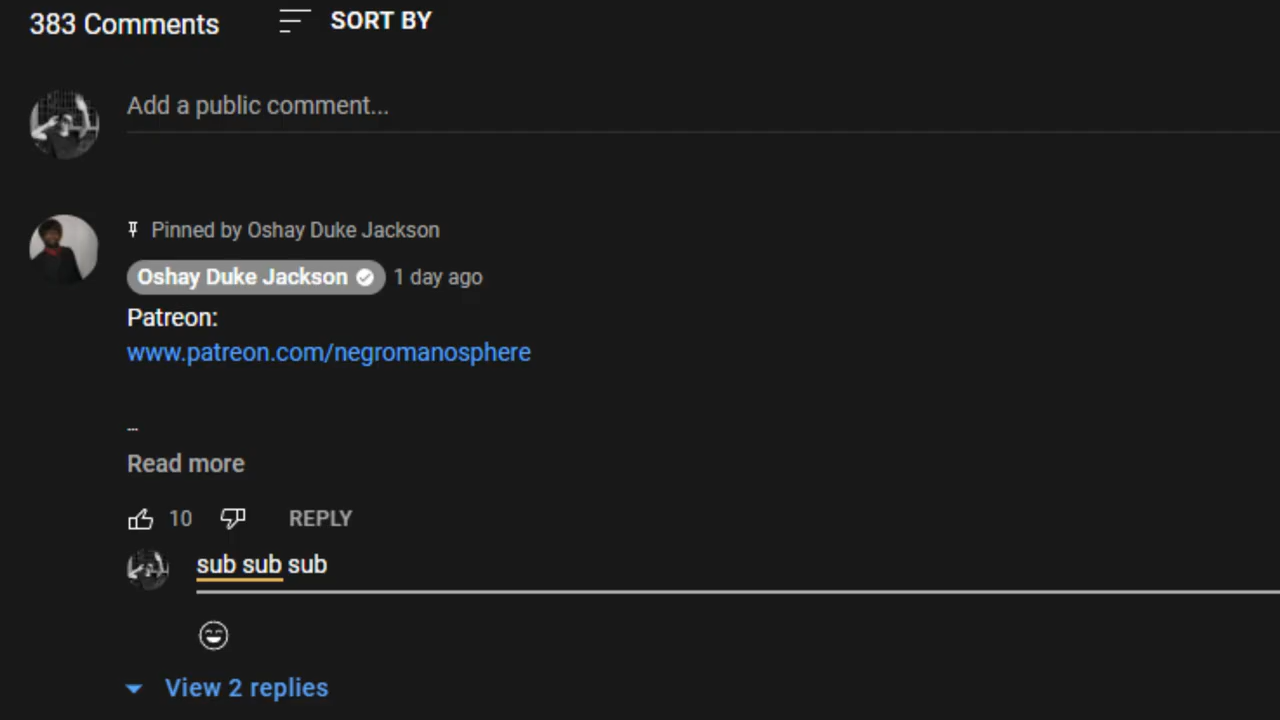 383 Comments SORT BY
Add a public comment...
Pinned by Oshay Duke Jackson
Oshay Duke Jackson 1 day ago
Patreon:
www.patreon.com/negromanosphere
...
Read more
10 REPLY
sub sub sub
View 2 replies